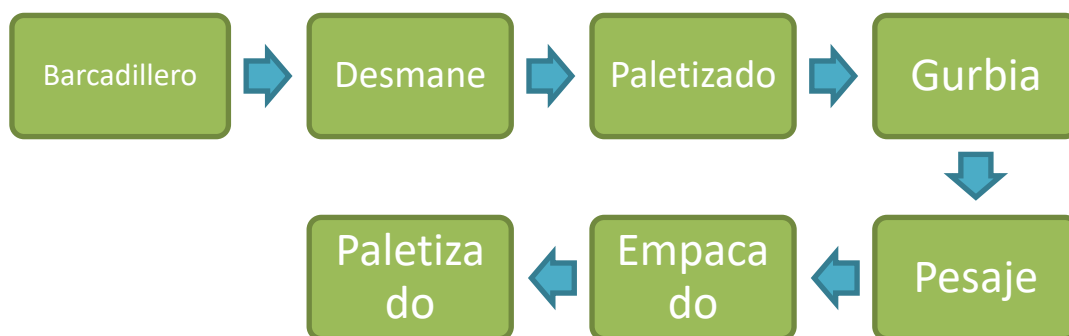 Barcadillero
Desmane
Paletizado
Gurbia
Pesaje
Empaca
do
Paletiza
do